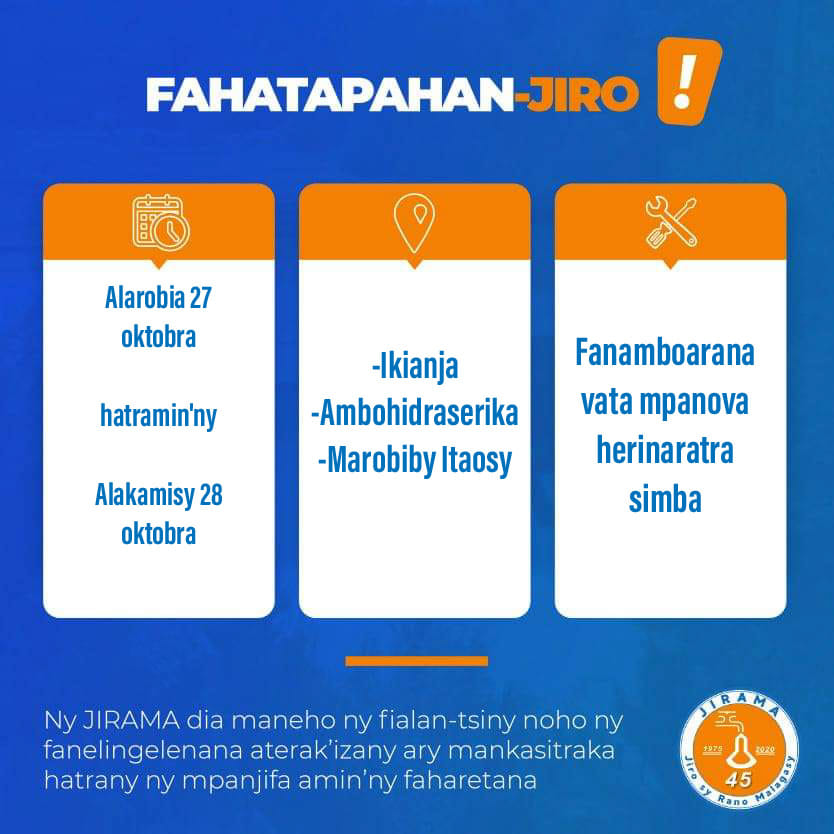 FAHATAPAHAN-JIRO !
Alarobia 27
oktobra
hatramin'ny
Alakamisy 28
oktobra
-Ikianja
-Ambohidraserika
-Marobiby Itaosy
Fanamboarana
vata mpanova
herinaratra
simba
Ny JIRAMA dia maneho ny fialan-tsiny noho ny
fanelingelenana aterak’izany ary mankasitraka
hatrany ny mpanjifa amin’ny faharetana
JIRAMA
1975 2020
45
Jiro sy Rano Malagasy